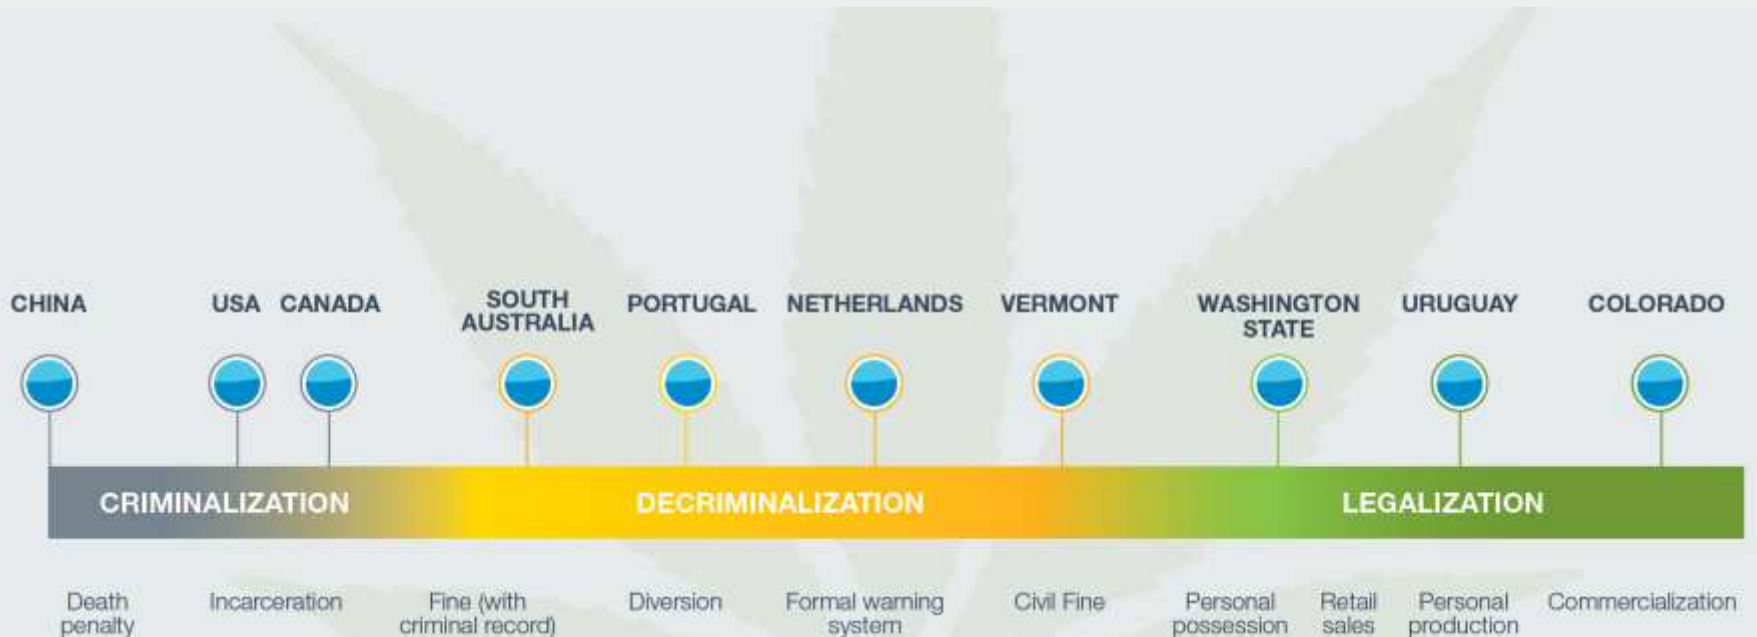 CHINA
USA
CANADA
SOUTH
AUSTRALIA
PORTUGAL
NETHERLANDS
VERMONT
WASHINGTON
STATE
URUGUAY
COLORADO
CRIMINALIZATION
DECRIMINALIZATION
LEGALIZATION
Death
penalty
Incarceration
Fine (with
criminal record)
Diversion
Formal warning
system
Civil Fine
Personal
possession
Retail
sales
Personal
production
Commercialization